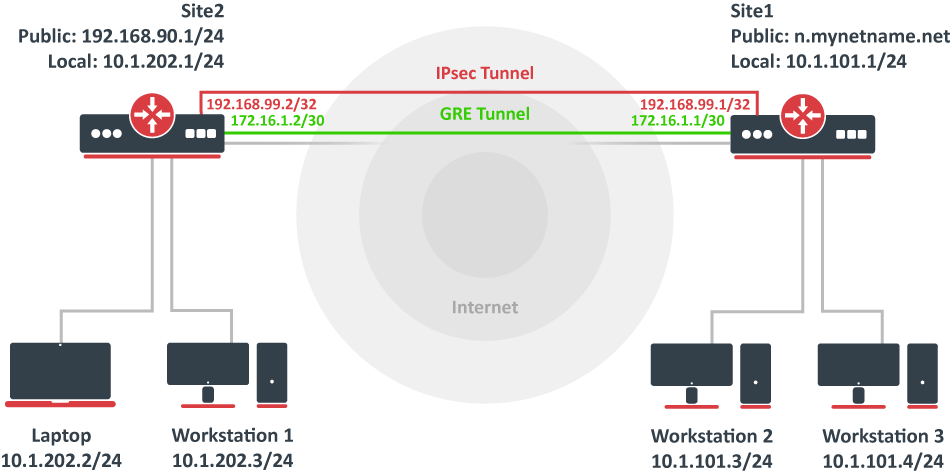 Site2
Public: 192.168.90.1/24
Local: 10.1.202.1/24
Site1
Public: n.mynetname.net
Local: 10.1.101.1/24
IPsec Tunnel
192.168.99.2/32
192.168.99.1/32
GRE Tunnel
172.16.1.2/30
172.16.1.1/30
Internet
Laptop
10.1.202.2/24
Workstation 1
10.1.202.3/24
Workstation 2
10.1.101.3/24
Workstation 3
10.1.101.4/24